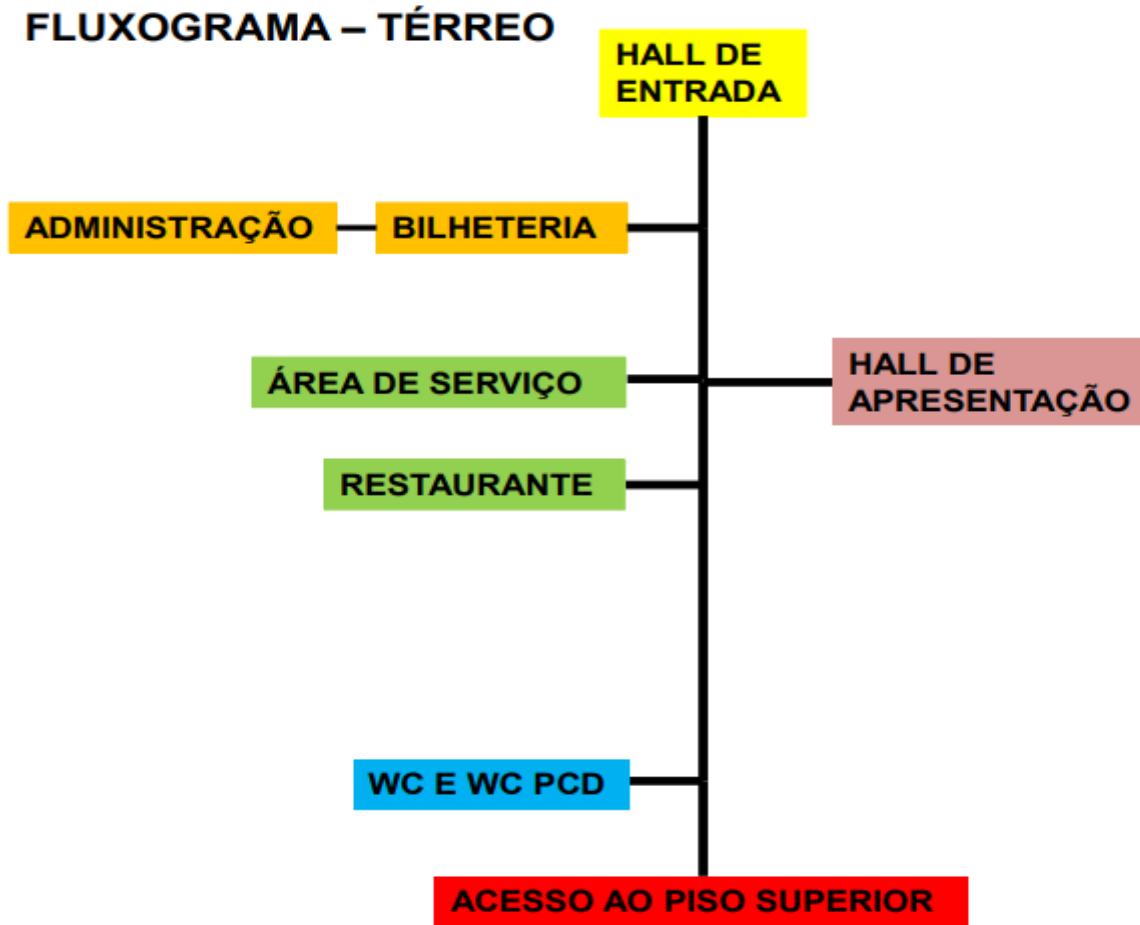 FLUXOGRAMA – TÉRREO
HALL DE
ENTRADA
ADMINISTRAÇÃO
BILHETERIA
ÁREA DE SERVIÇO
HALL DE
APRESENTAÇÃO
RESTAURANTE
WC E WC PCD
ACESSO AO PISO SUPERIOR